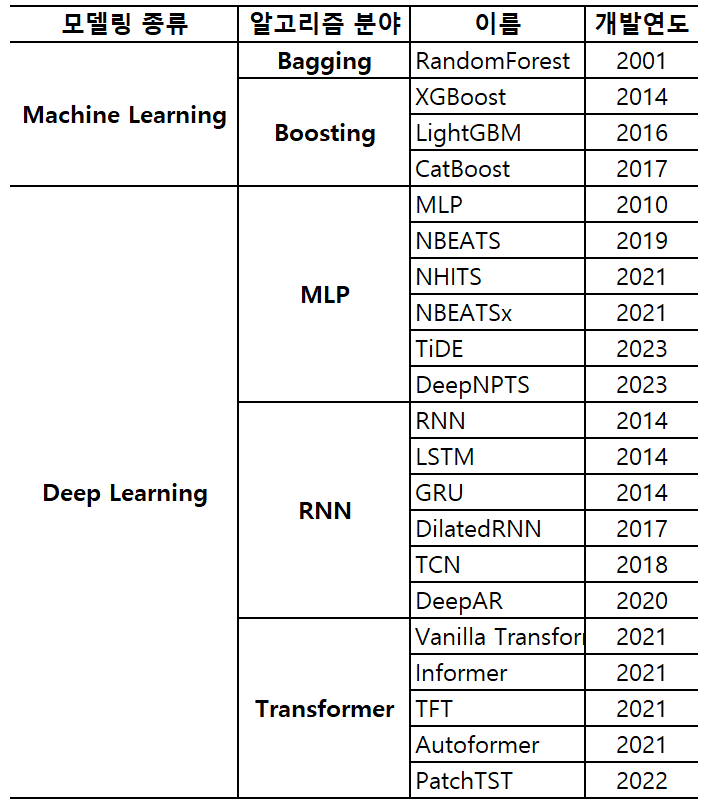 모델링 종류 알고리즘 분야 이름 개발연도
Machine Learning Bagging RandomForest 2001
Boosting XGBoost 2014
LightGBM 2016
CatBoost 2017
Deep Learning MLP MLP 2010
NBEATS 2019
NHITS 2021
NBEATSx 2021
TiDE 2023
DeepNPTS 2023
RNN RNN 2014
LSTM 2014
GRU 2014
DilatedRNN 2017
TCN 2018
DeepAR 2020
Transformer Vanilla Transforr 2021
Informer 2021
TFT 2021
Autoformer 2021
PatchTST 2022